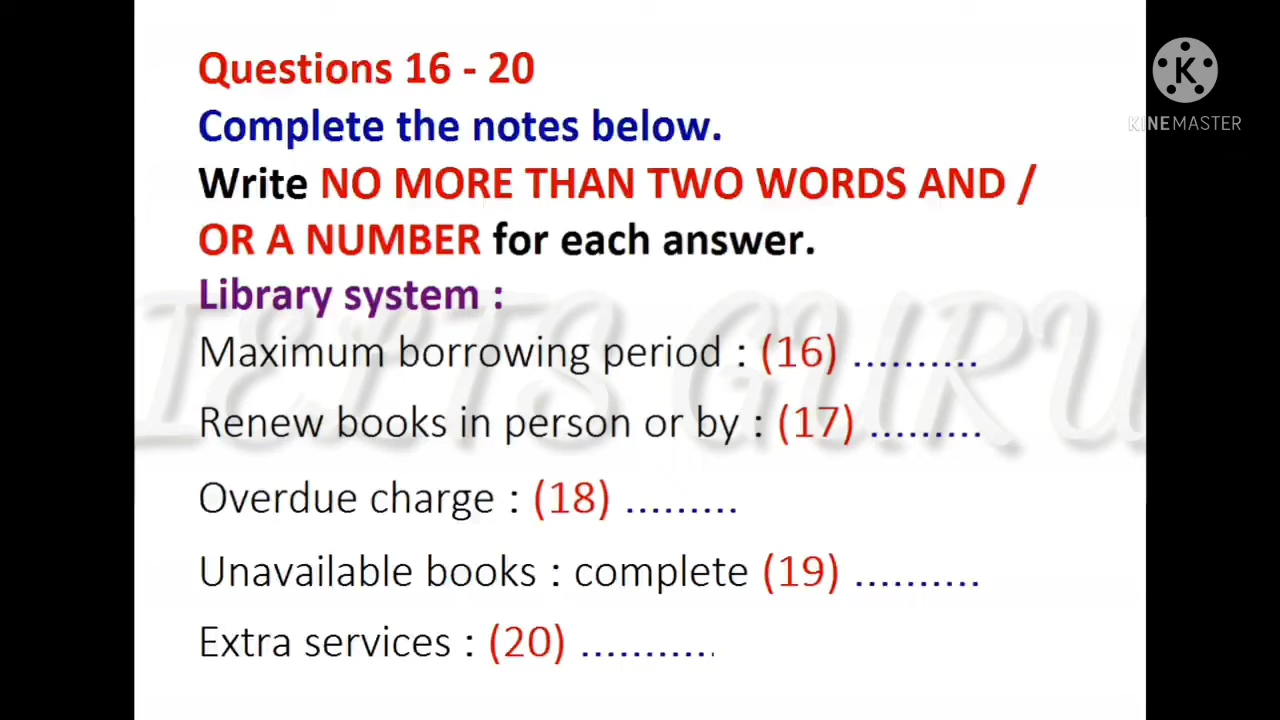 Questions 16 - 20
Complete the notes below.
Write NO MORE THAN TWO WORDS AND /
OR A NUMBER for each answer.
Library system :
Maximum borrowing period : (16) ..........
Renew books in person or by : (17) .........
Overdue charge : (18) .........
Unavailable books : complete (19) ..........
Extra services : (20) ...........
IELTS GURU
K
KINEMASTER